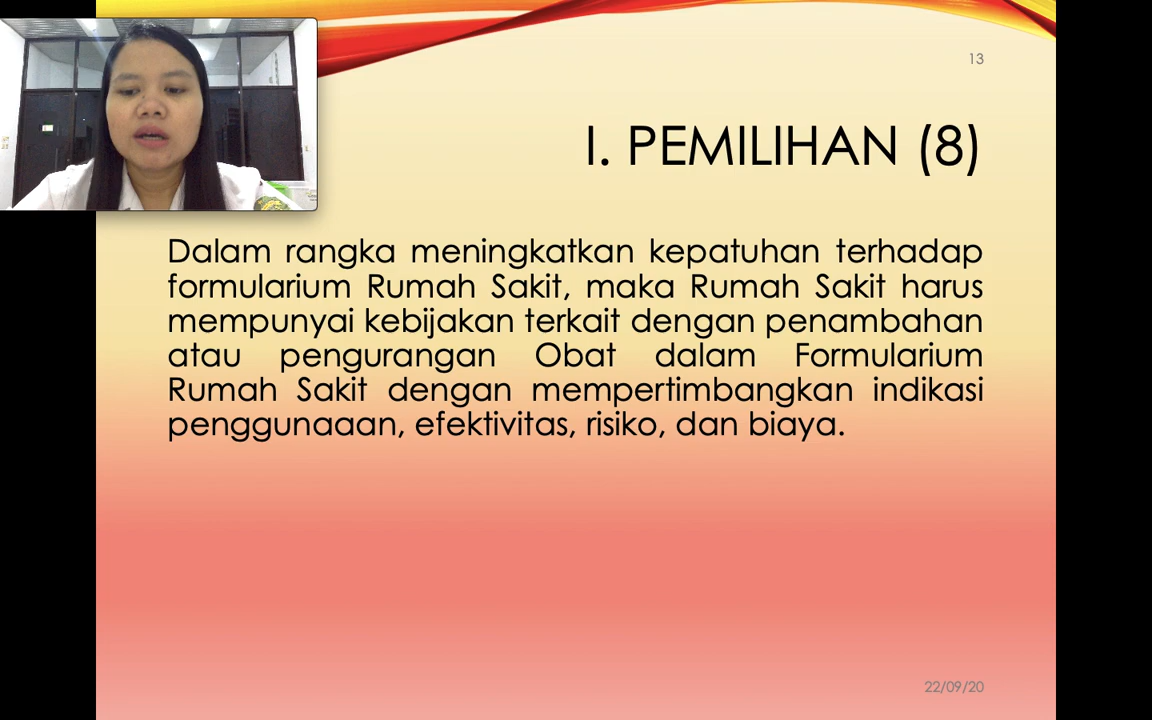 13
I. PEMILIHAN (8)
Dalam rangka meningkatkan kepatuhan terhadap
formularium Rumah Sakit, maka Rumah Sakit harus
mempunyai kebijakan terkait dengan penambahan
atau pengurangan Obat dalam Formularium
Rumah Sakit dengan mempertimbangkan indikasi
penggunaaan, efektivitas, risiko, dan biaya.
22/09/20